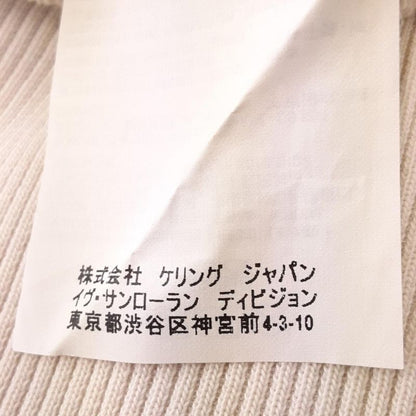 株式会社 ケリング ジャパン
イヴ･サンローラン ディビジョン
東京都渋谷区神宮前4-3-10